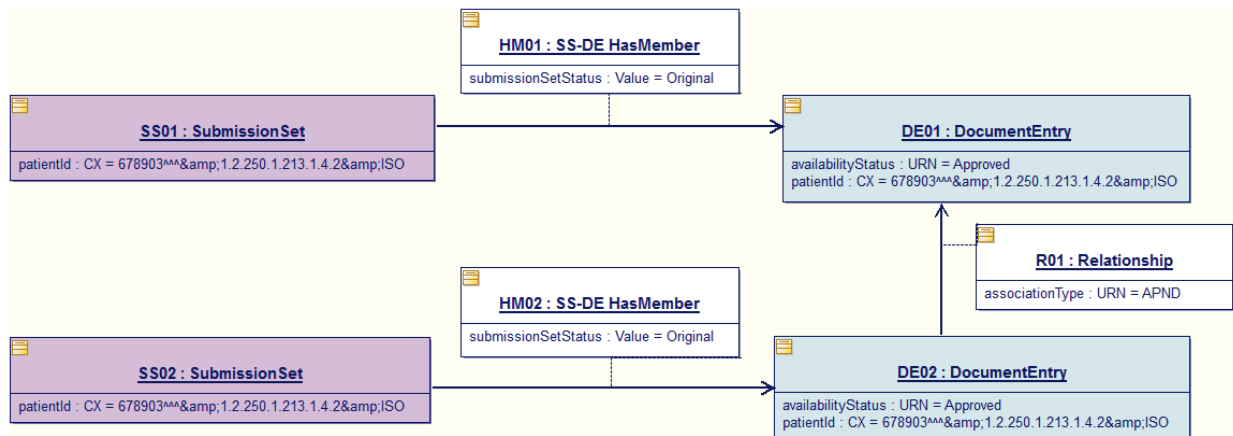 HM01 : SS-DE HasMember
submissionSetStatus : Value = Original
SS01 : SubmissionSet
patientId : CX = 678903^^^&amp;1.2.250.1.213.1.4.2&amp;ISO
DE01 : DocumentEntry
availabilityStatus : URN = Approved
patientId : CX = 678903^^^&amp;1.2.250.1.213.1.4.2&amp;ISO
R01 : Relationship
associationType : URN = APND
HM02 : SS-DE HasMember
submissionSetStatus : Value = Original
SS02 : SubmissionSet
patientId : CX = 678903^^^&amp;1.2.250.1.213.1.4.2&amp;ISO
DE02 : DocumentEntry
availabilityStatus : URN = Approved
patientId : CX = 678903^^^&amp;1.2.250.1.213.1.4.2&amp;ISO